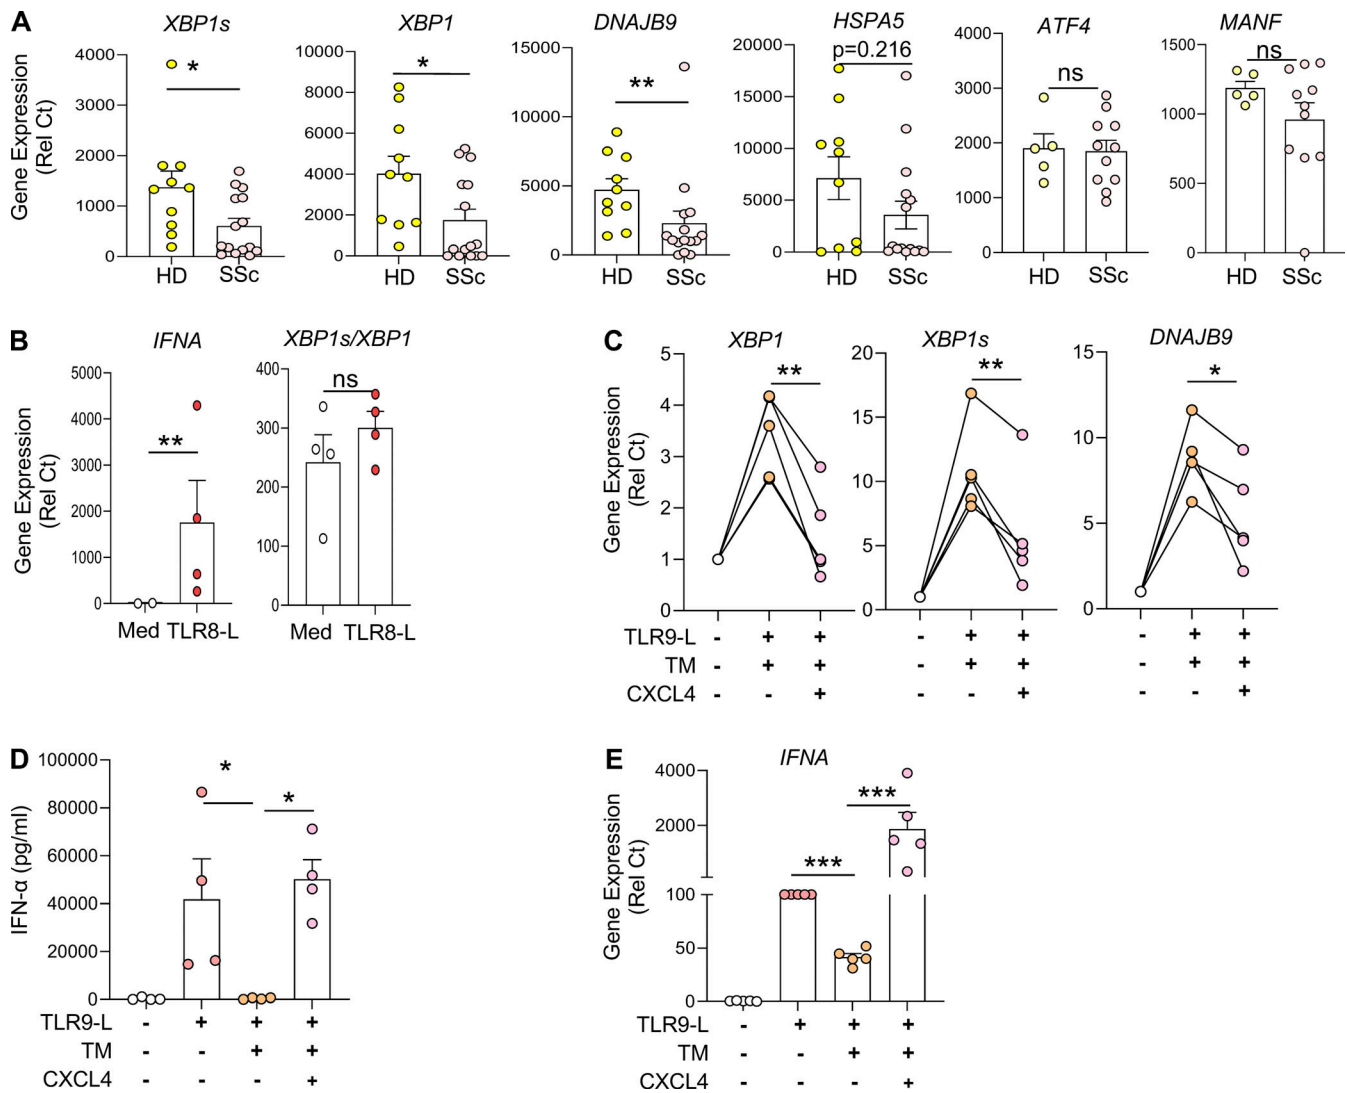 A
XBP1s
XBP1
DNAJB9
HSPA5
ATF4
MANF
Gene Expression
(Rel Ct)
4000
3000
2000
1000
0
*
HD
SSc
10000
8000
6000
4000
2000
0
*
HD
SSc
15000
10000
5000
0
**
HD
SSc
20000
15000
10000
5000
0
p=0.216
HD
SSc
4000
3000
2000
1000
0
ns
HD
SSc
1500
1000
500
0
ns
HD
SSc
B
IFNA
XBP1s/XBP1
Gene Expression
(Rel Ct)
5000
4000
3000
2000
1000
0
**
Med
TLR8-L
400
300
200
100
0
ns
Med
TLR8-L
C
XBP1
XBP1s
DNAJB9
Gene Expression
(Rel Ct)
5
4
3
2
1
0
**
20
15
10
5
0
**
15
10
5
0
*
TLR9-L - + + - + + - + +
TM - + + - + + - + +
CXCL4 - - + - - + - - +
D
IFN-α (pg/ml)
100000
80000
60000
40000
20000
0
*
*
TLR9-L - + + +
TM - - + +
CXCL4 - - - +
E
IFNA
Gene Expression
(Rel Ct)
4000
2000
100
50
0
***
***
TLR9-L - + + +
TM - - + +
CXCL4 - - - +